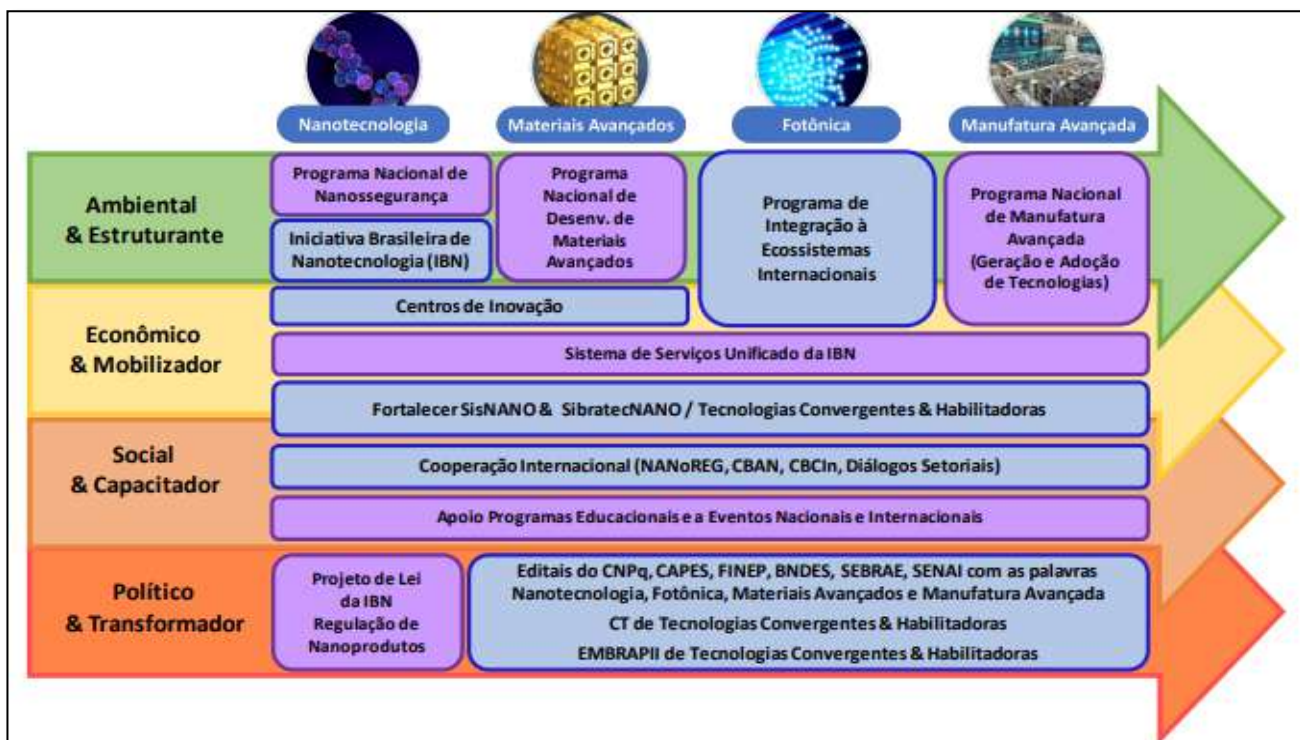 Nanotecnologia
Materiais Avançados
Fotônica
Manufatura Avançada
Ambiental
& Estruturante
Programa Nacional de
Nanossegurança
Iniciativa Brasileira de
Nanotecnologia (IBN)
Programa
Nacional de
Desenv. de
Materiais
Avançados
Programa de
Integração à
Ecossistemas
Internacionais
Programa Nacional
de Manufatura
Avançada
(Geração e Adoção
de Tecnologias)
Econômico
& Mobilizador
Centros de Inovação
Sistema de Serviços Unificado da IBN
Fortalecer SisNANO & SibratecNANO / Tecnologias Convergentes & Habilitadoras
Social
& Capacitador
Cooperação Internacional (NANoREG, CBAN, CBCIn, Diálogos Setoriais)
Apoio Programas Educacionais e a Eventos Nacionais e Internacionais
Político
& Transformador
Projeto de Lei
da IBN
Regulação de
Nanoprodutos
Editais do CNPq, CAPES, FINEP, BNDES, SEBRAE, SENAI com as palavras
Nanotecnologia, Fotônica, Materiais Avançados e Manufatura Avançada
CT de Tecnologias Convergentes & Habilitadoras
EMBRAPII de Tecnologias Convergentes & Habilitadoras